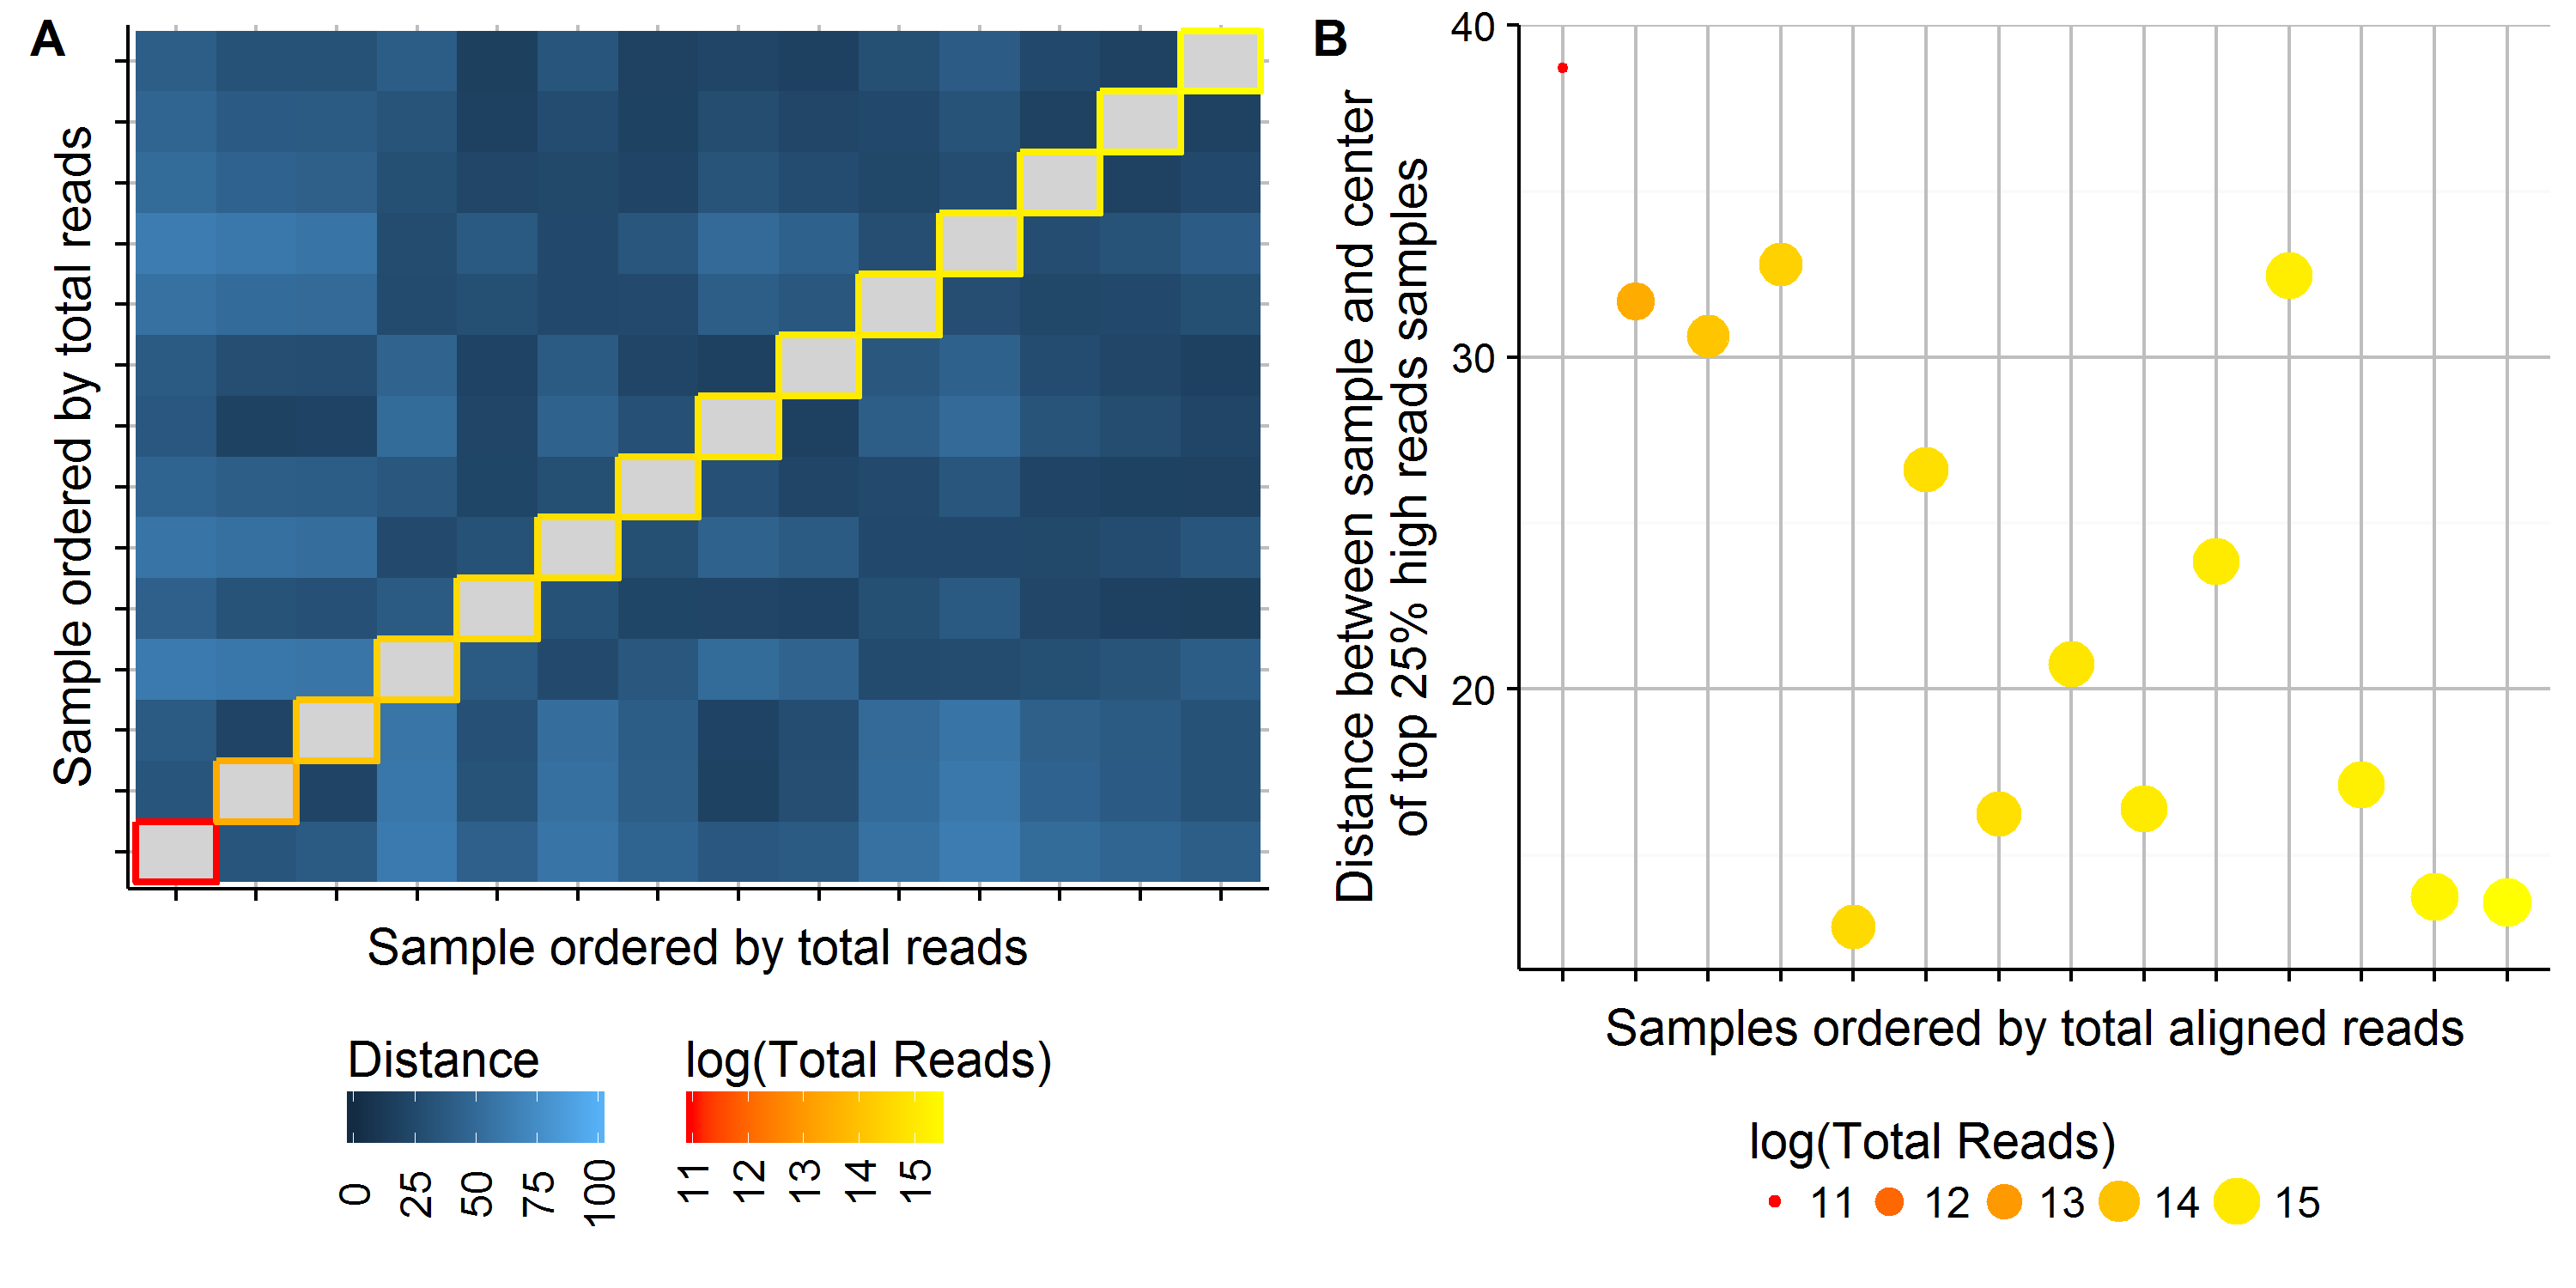 A
Sample ordered by total reads
Sample ordered by total reads
Distance
0
25
50
75
100
log(Total Reads)
11
12
13
14
15
B
Distance between sample and center
of top 25% high reads samples
40
30
20
Samples ordered by total aligned reads
log(Total Reads)
11 12 13 14 15